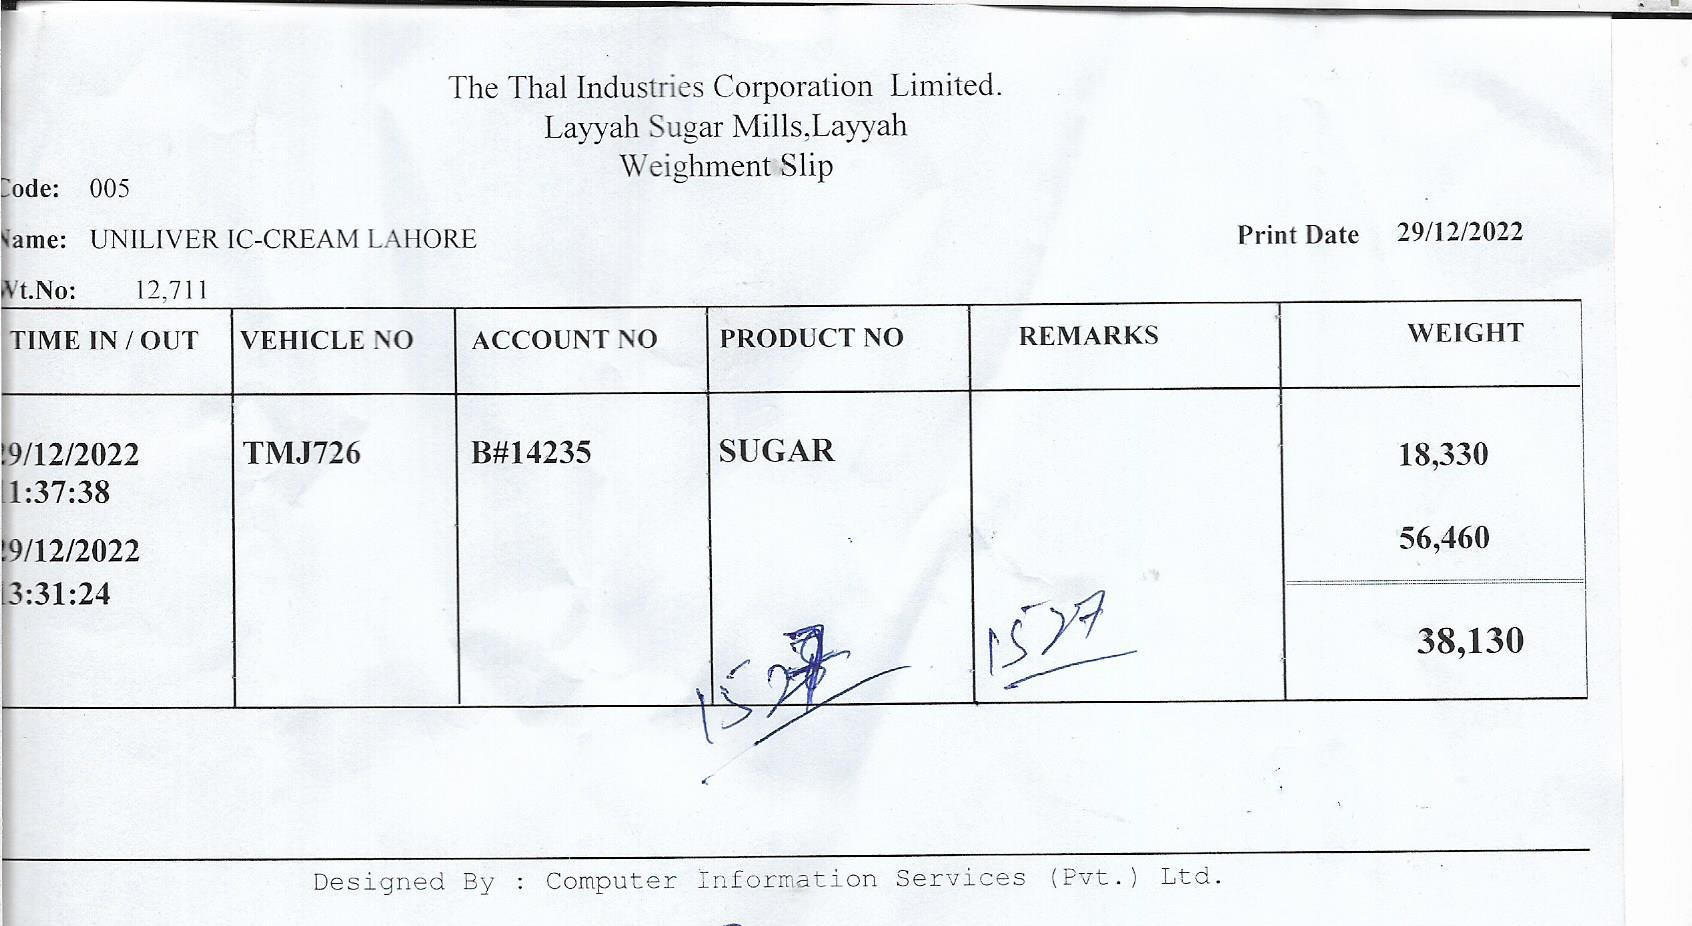 The Thal Industries Corporation Limited.
Layyah Sugar Mills,Layyah
Weighment Slip
Code: 005
Name: UNILIVER IC-CREAM LAHORE
Print Date 29/12/2022
Wt.No: 12,711
TIME IN / OUT VEHICLE NO ACCOUNT NO PRODUCT NO REMARKS WEIGHT
29/12/2022 TMJ726 B#14235 SUGAR 18,330
1:37:38
29/12/2022 56,460
3:31:24
38,130
1527
Designed By : Computer Information Services (Pvt.) Ltd.